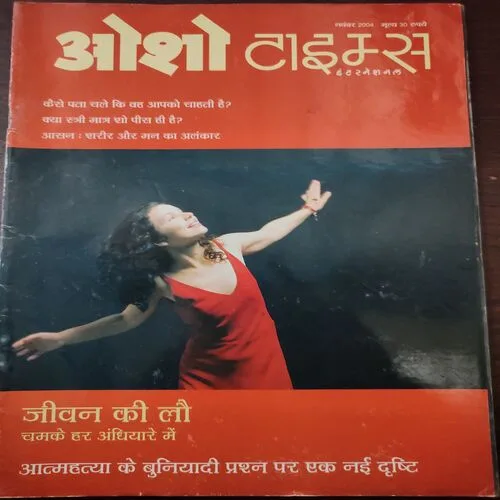 नवंबर 2004 मूल्य 30 रुपये
ओशो टाइम्स
इंटरनेशनल
कैसे पता चले कि वह आपको चाहती है?
क्या स्त्री मात्र शो पीस ही है?
आसन : शरीर और मन का अलंकार
जीवन की लौ
चमके हर अंधियारे में
आत्महत्या के बुनियादी प्रश्न पर एक नई दृष्टि